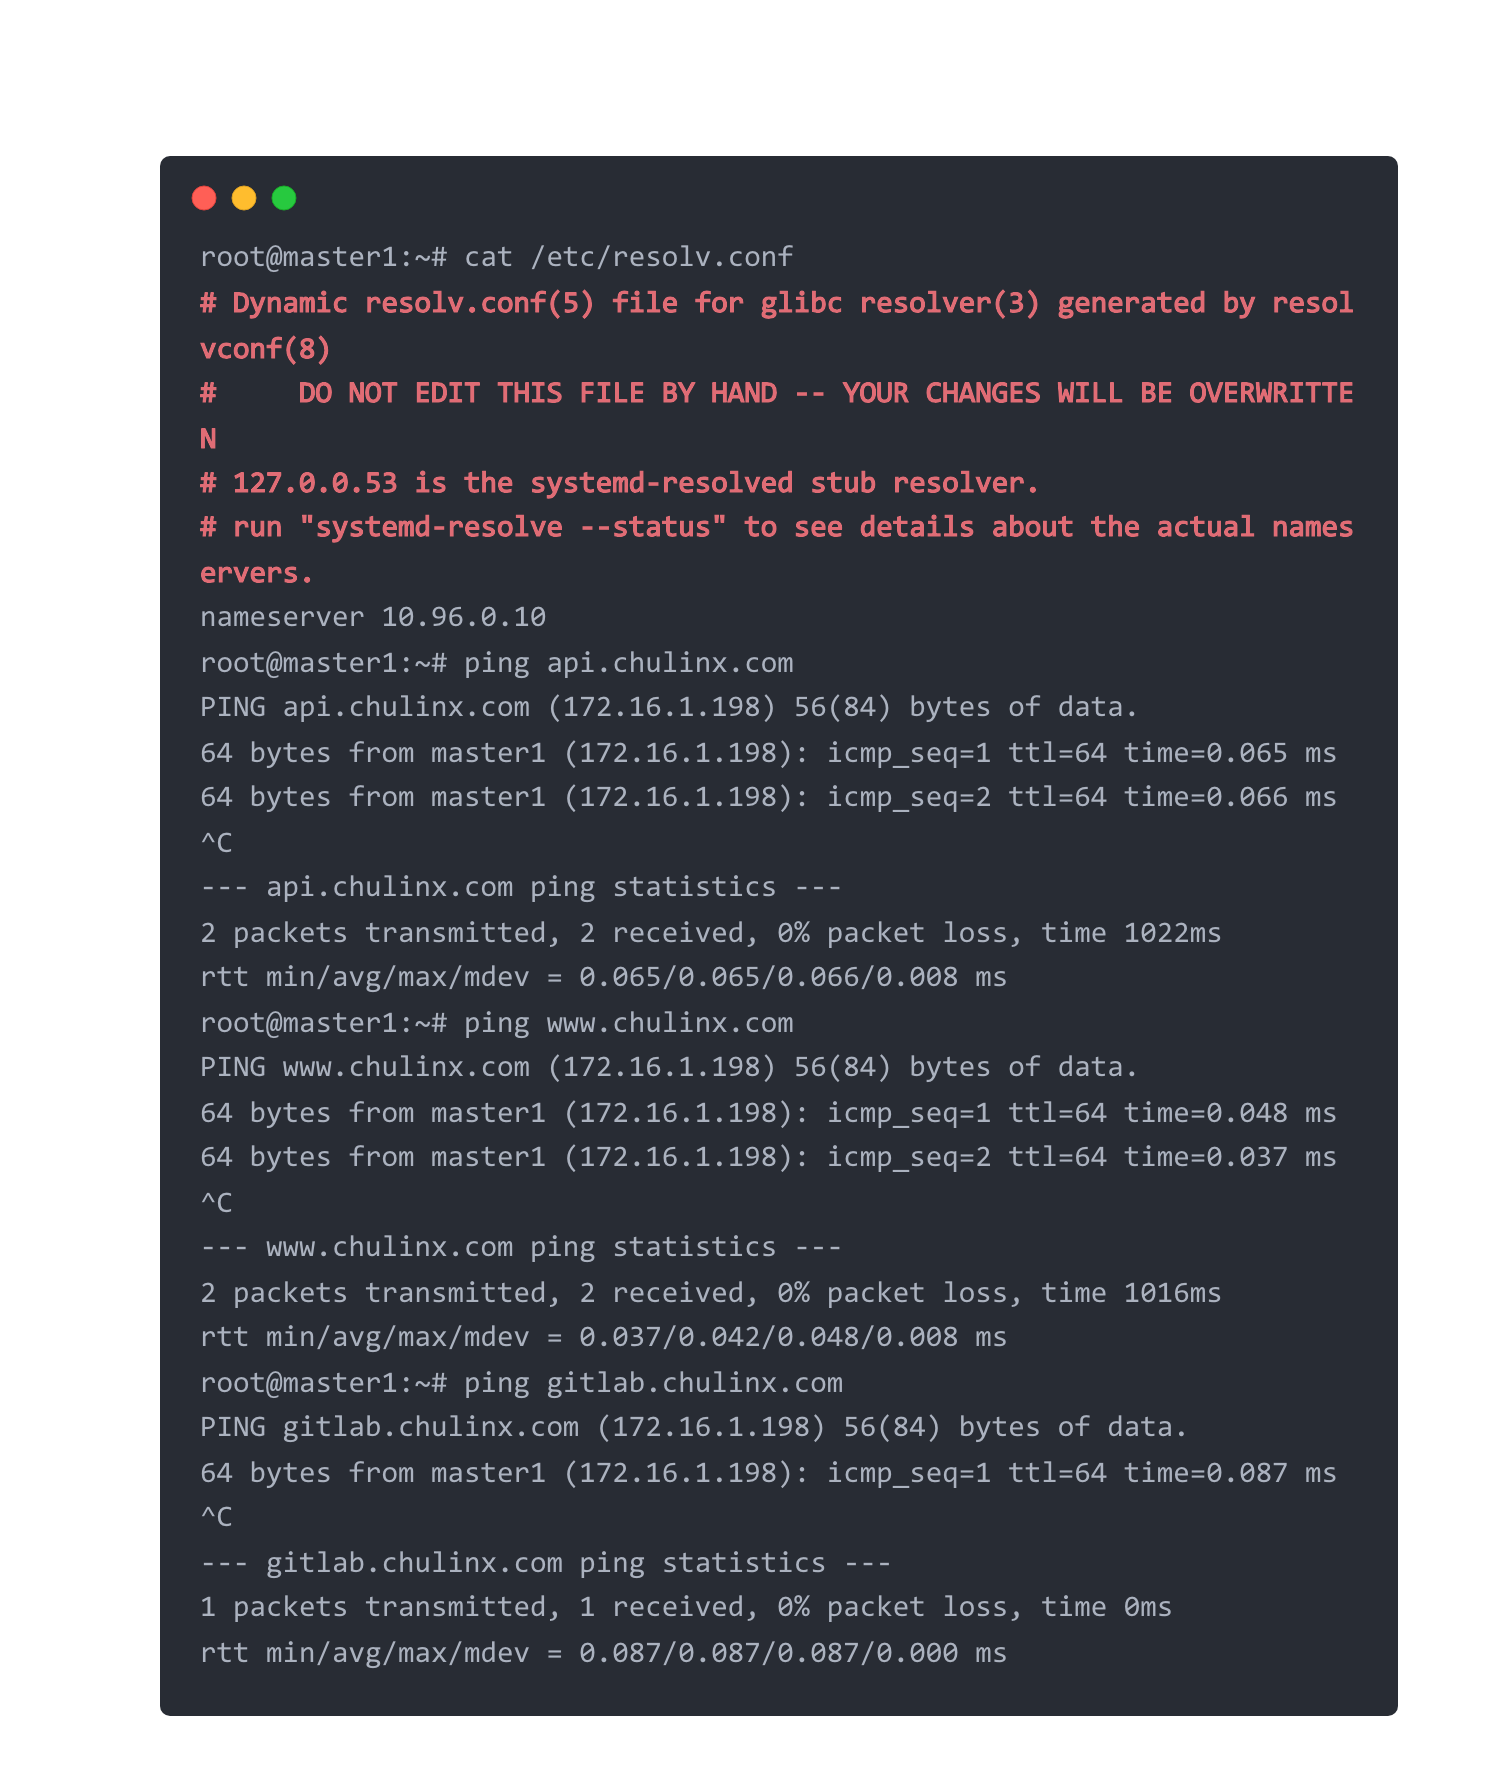 root@master1:~# cat /etc/resolv.conf
# Dynamic resolv.conf(5) file for glibc resolver(3) generated by resol
vconf(8)
#     DO NOT EDIT THIS FILE BY HAND -- YOUR CHANGES WILL BE OVERWRITTE
N
# 127.0.0.53 is the systemd-resolved stub resolver.
# run "systemd-resolve --status" to see details about the actual names
ervers.
nameserver 10.96.0.10
root@master1:~# ping api.chulinx.com
PING api.chulinx.com (172.16.1.198) 56(84) bytes of data.
64 bytes from master1 (172.16.1.198): icmp_seq=1 ttl=64 time=0.065 ms
64 bytes from master1 (172.16.1.198): icmp_seq=2 ttl=64 time=0.066 ms
^C
--- api.chulinx.com ping statistics ---
2 packets transmitted, 2 received, 0% packet loss, time 1022ms
rtt min/avg/max/mdev = 0.065/0.065/0.066/0.008 ms
root@master1:~# ping www.chulinx.com
PING www.chulinx.com (172.16.1.198) 56(84) bytes of data.
64 bytes from master1 (172.16.1.198): icmp_seq=1 ttl=64 time=0.048 ms
64 bytes from master1 (172.16.1.198): icmp_seq=2 ttl=64 time=0.037 ms
^C
--- www.chulinx.com ping statistics ---
2 packets transmitted, 2 received, 0% packet loss, time 1016ms
rtt min/avg/max/mdev = 0.037/0.042/0.048/0.008 ms
root@master1:~# ping gitlab.chulinx.com
PING gitlab.chulinx.com (172.16.1.198) 56(84) bytes of data.
64 bytes from master1 (172.16.1.198): icmp_seq=1 ttl=64 time=0.087 ms
^C
--- gitlab.chulinx.com ping statistics ---
1 packets transmitted, 1 received, 0% packet loss, time 0ms
rtt min/avg/max/mdev = 0.087/0.087/0.087/0.000 ms